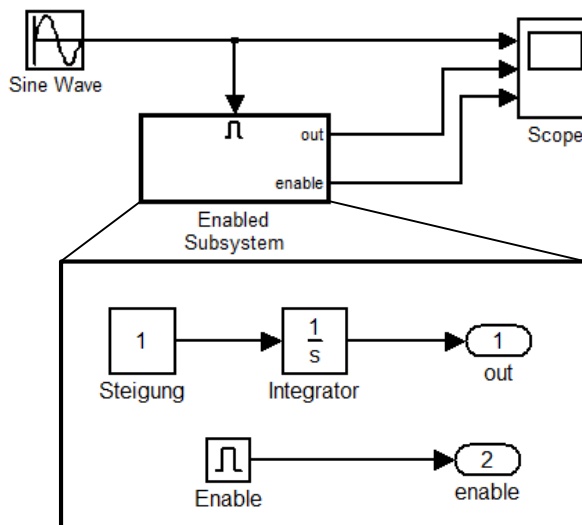 Sine Wave
Scope
out
enable
Enabled
Subsystem
1
Steigung
1
s
Integrator
1
out
Enable
2
enable